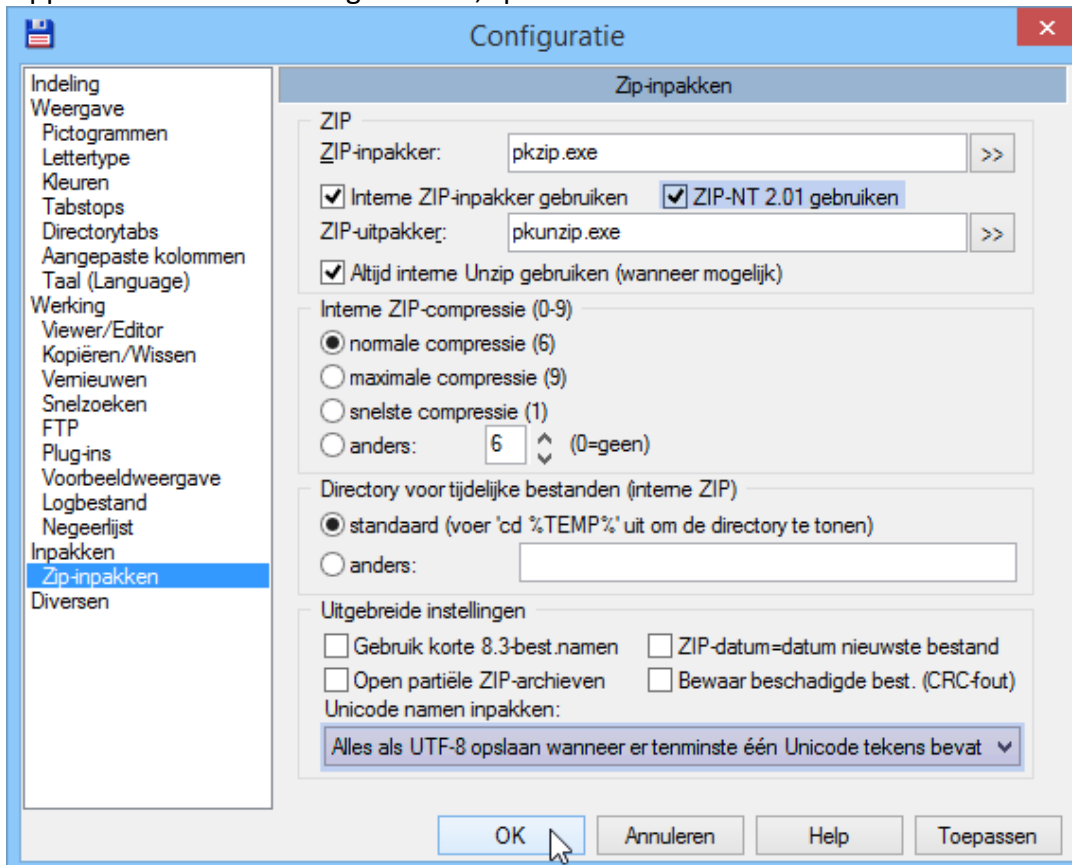 Configuratie
Indeling
Weergave
Pictogrammen
Lettertype
Kleuren
Tabstops
Directorytabs
Aangepaste kolommen
Taal (Language)
Werking
Viewer/Editor
Kopiëren/Wissen
Vernieuwen
Snelzoeken
FTP
Plug-ins
Voorbeeldweergave
Logbestand
Negeerlijst
Inpakken
Zip-inpakken
Diversen
Zip-inpakken
ZIP
ZIP-inpakker: pkzip.exe >>
Interne ZIP-inpakker gebruiken ZIP-NT 2.01 gebruiken
ZIP-uitpakker: pkunzip.exe >>
Altijd interne Unzip gebruiken (wanneer mogelijk)
Interne ZIP-compressie (0-9)
normale compressie (6)
maximale compressie (9)
snelste compressie (1)
anders: 6 (0=geen)
Directory voor tijdelijke bestanden (interne ZIP)
standaard (voer 'cd %TEMP%' uit om de directory te tonen)
anders:
Uitgebreide instellingen
Gebruik korte 8.3-best.namen ZIP-datum=datum nieuwste bestand
Open partiële ZIP-archieven Bewaar beschadigde best. (CRC-fout)
Unicode namen inpakken:
Alles als UTF-8 opslaan wanneer er tenminste één Unicode tekens bevat
OK Annuleren Help Toepassen